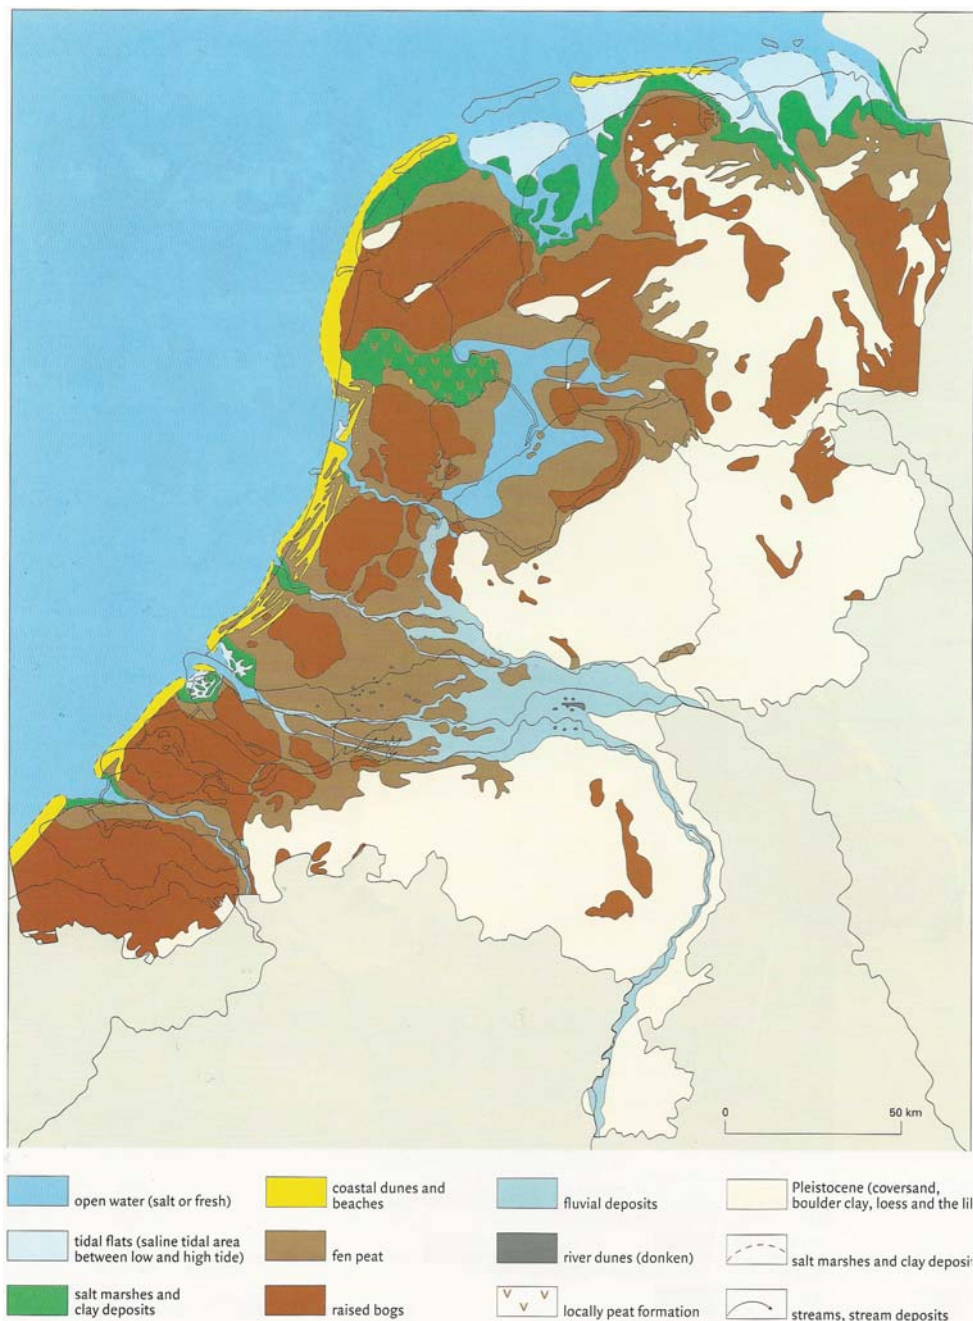 0
50 km
open water (salt or fresh)
tidal flats (saline tidal area
between low and high tide)
salt marshes and
clay deposits
coastal dunes and
beaches
fen peat
raised bogs
fluvial deposits
river dunes (donken)
locally peat formation
Pleistocene (coversand,
boulder clay, loess and the lil
salt marshes and clay deposit
streams, stream deposits